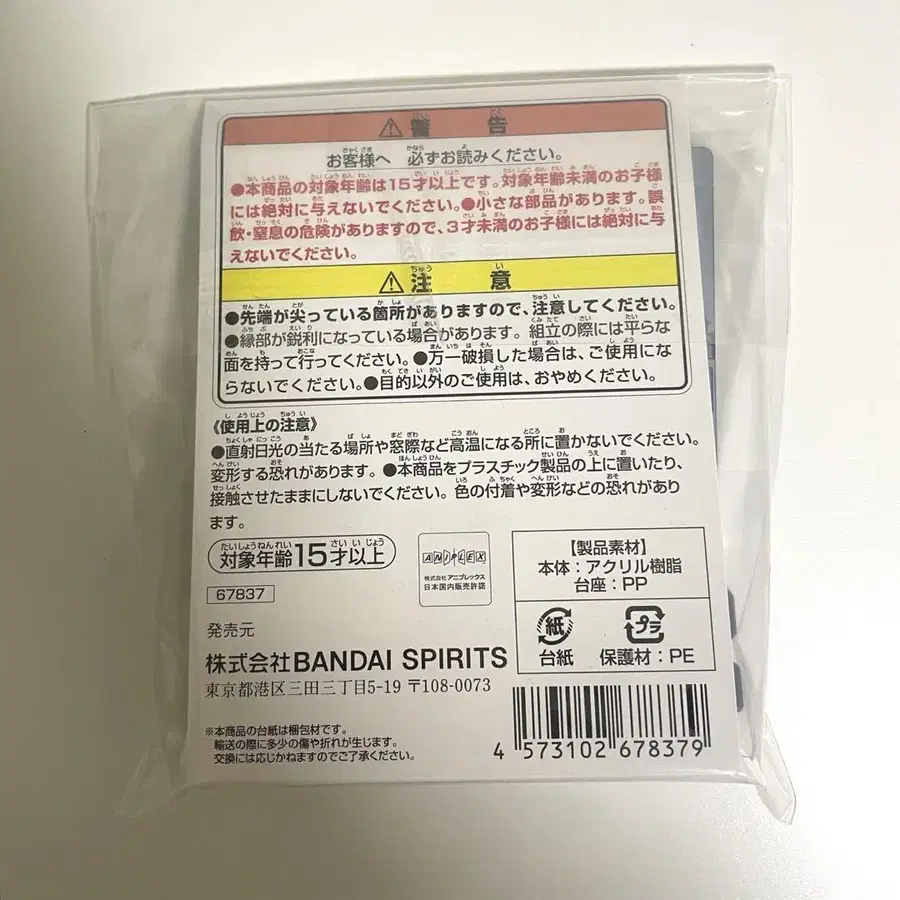 ⚠警告
お客様へ 必ずお読みください。
●本商品の対象年齢は15才以上です。対象年齢未満のお子様
には絶対に与えないでください。●小さな部品があります。誤
飲・窒息の危険がありますので、3才未満のお子様には絶対に与
えないでください。
⚠注意
●先端が尖っている箇所がありますので、注意してください。
●縁部が鋭利になっている場合があります。組立の際には平らな
面を持って行ってください。●万一破損した場合は、ご使用にな
らないでください。●目的以外のご使用は、おやめください。
《使用上の注意》
●直射日光の当たる場所や窓際など高温になる所に置かないでください。
変形する恐れがあります。●本商品をプラスチック製品の上に置いたり、
接触させたままにしないでください。色の付着や変形などの恐れがあり
ます。
対象年齢15才以上
67837
ANIPLEX
株式会社アニプレックス
日本国内販売許諾
【製品素材】
本体：アクリル樹脂
台座：PP
紙
台紙
プラ
保護材：PE
発売元
株式会社BANDAI SPIRITS
東京都港区三田三丁目5-19 〒108-0073
※本商品の台紙は梱包材です。
輸送の際に多少の傷や折れが生じます。
交換には応じかねますのでご了承ください。
4 573102 678379